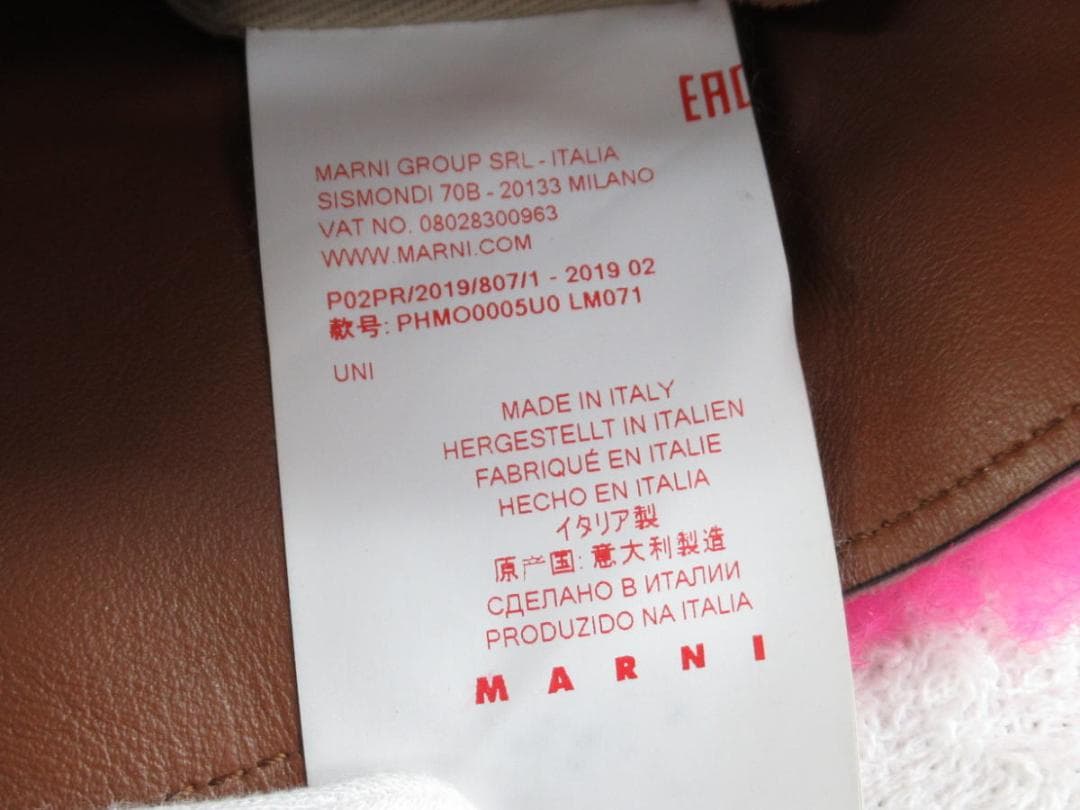 EAC
MARNI GROUP SRL - ITALIA
SISMONDI 70B - 20133 MILANO
VAT NO. 08028300963
WWW.MARNI.COM
P02PR/2019/807/1 - 2019 02
款号: PHMO0005U0 LM071
UNI
MADE IN ITALY
HERGESTELLT IN ITALIEN
FABRIQUÉ EN ITALIE
HECHO EN ITALIA
イタリア製
原产国: 意大利製造
СДЕЛАНО В ИТАЛИИ
PRODUZIDO NA ITALIA
MARNI